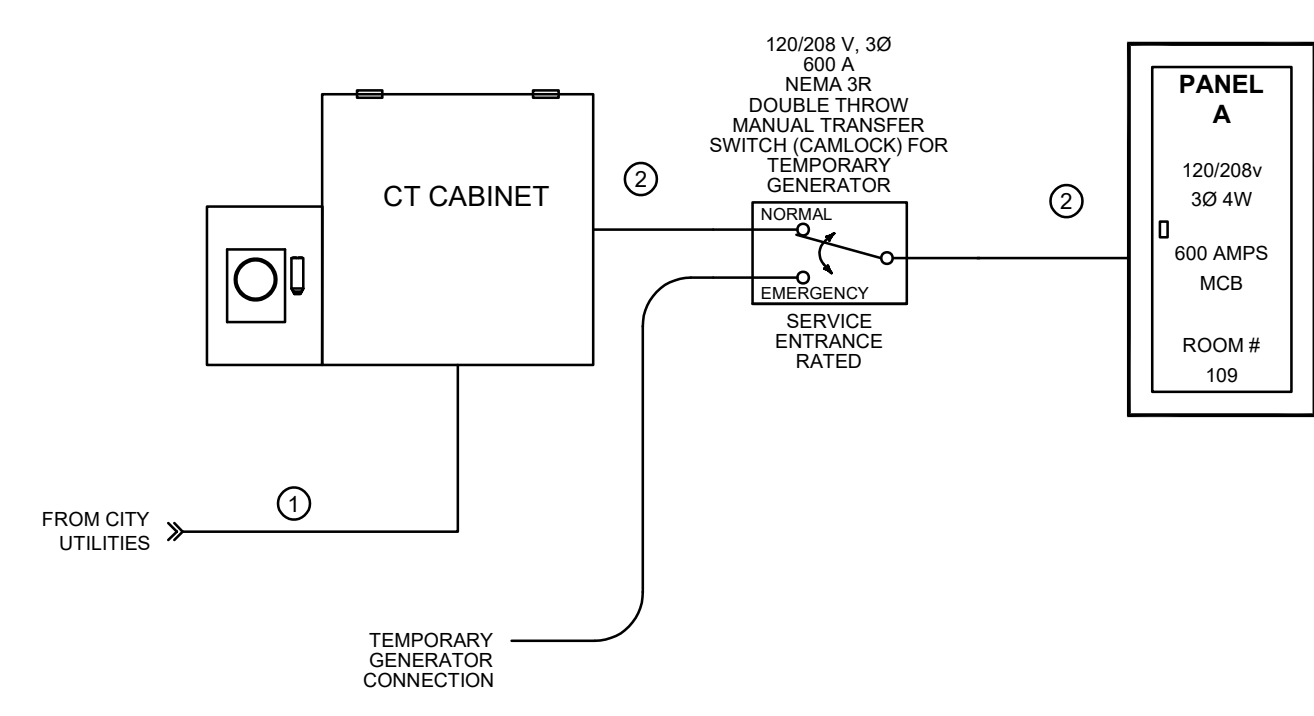 120/208 V, 3Ø
600 A
NEMA 3R
DOUBLE THROW
MANUAL TRANSFER
SWITCH (CAMLOCK) FOR
TEMPORARY
GENERATOR
CT CABINET
2
NORMAL
EMERGENCY
SERVICE
ENTRANCE
RATED
2
PANEL
A
120/208v
3Ø 4W
600 AMPS
MCB
ROOM #
109
1
FROM CITY
UTILITIES
TEMPORARY
GENERATOR
CONNECTION